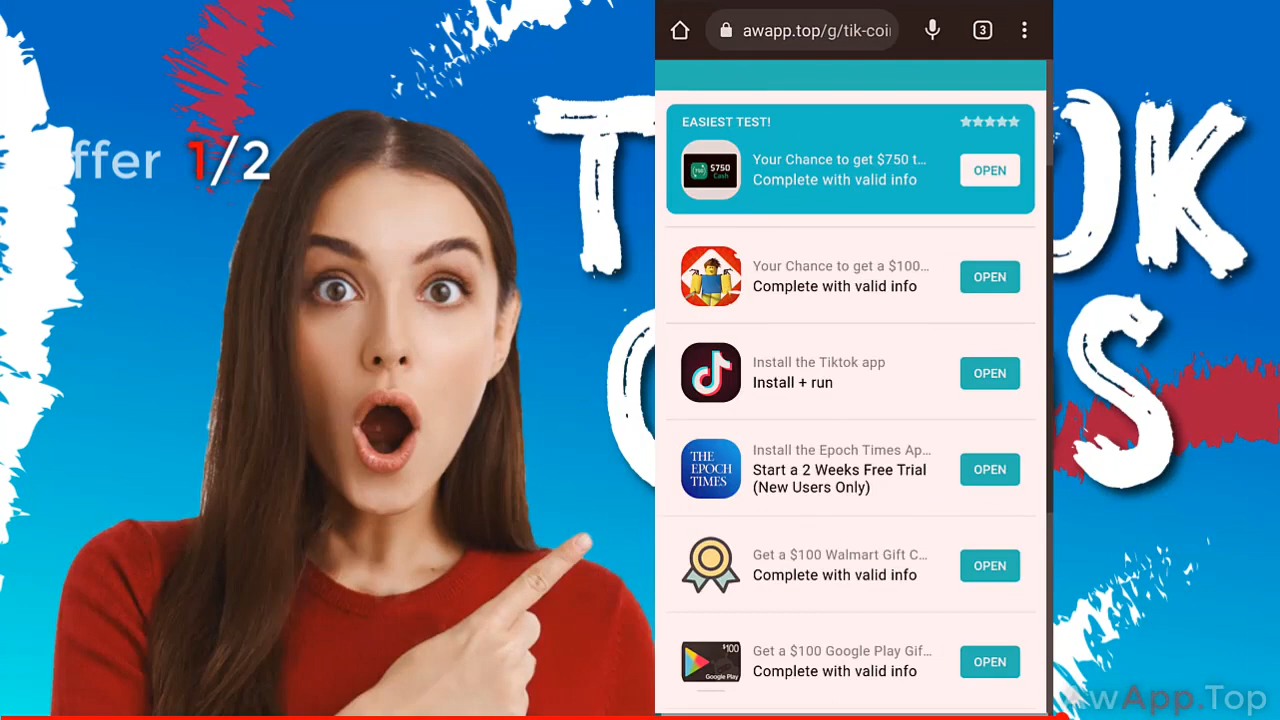 ffer 1/2
awapp.top/g/tik-coi
3
EASIEST TEST!
$750
Cash
Your Chance to get $750 t...
Complete with valid info
OPEN
Your Chance to get a $100...
Complete with valid info
OPEN
Install the Tiktok app
Install + run
OPEN
THE
EPOCH
TIMES
Install the Epoch Times Ap...
Start a 2 Weeks Free Trial
(New Users Only)
OPEN
Get a $100 Walmart Gift C...
Complete with valid info
OPEN
$100
Google Play
Get a $100 Google Play Gif...
Complete with valid info
OPEN
AwApp.Top